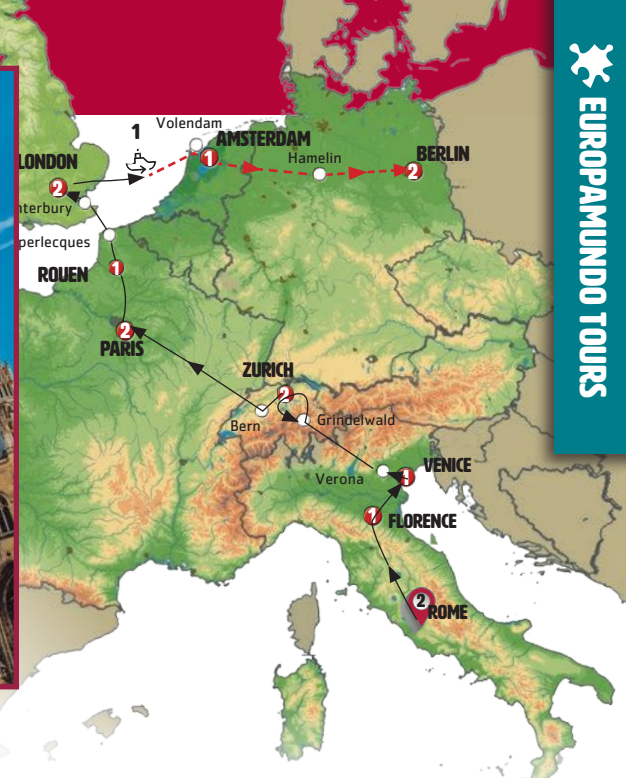 EUROPAMUNDO TOURS
1
Volendam
AMSTERDAM
1
Hamelin
BERLIN
2
LONDON
2
nterbury
perlecques
ROUEN
1
2
PARIS
ZURICH
2
Bern
Grindelwald
Verona
VENICE
1
1
FLORENCE
2
ROME